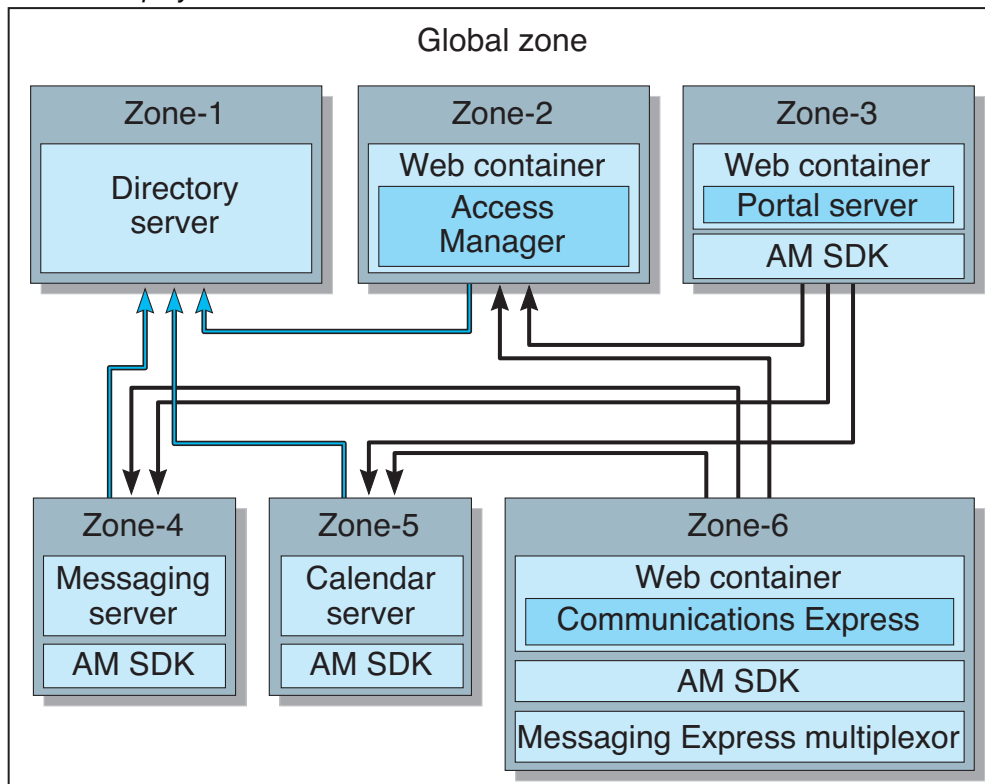 Global zone
Zone-1
Directory
server
Zone-2
Web container
Access
Manager
Zone-3
Web container
Portal server
AM SDK
Zone-4
Messaging
server
AM SDK
Zone-5
Calendar
server
AM SDK
Zone-6
Web container
Communications Express
AM SDK
Messaging Express multiplexor